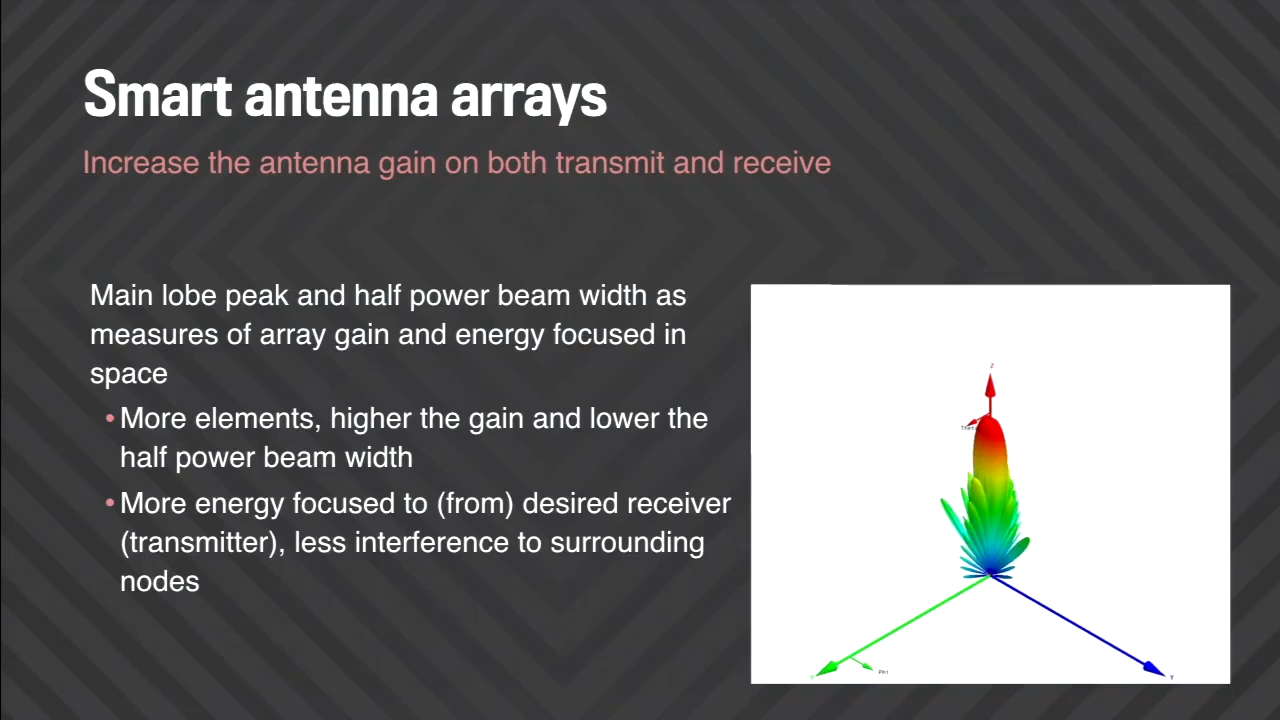 Smart antenna arrays
Increase the antenna gain on both transmit and receive
Main lobe peak and half power beam width as
measures of array gain and energy focused in
space
• More elements, higher the gain and lower the
half power beam width
• More energy focused to (from) desired receiver
(transmitter), less interference to surrounding
nodes
Z
Phi